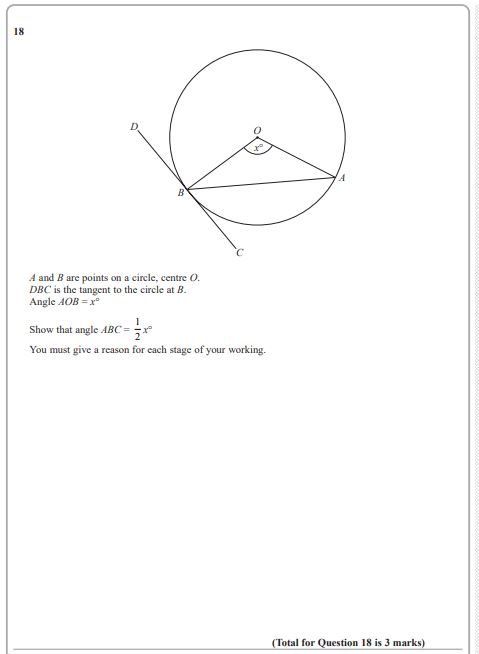 18
D
O
x°
A
B
C
A and B are points on a circle, centre O.
DBC is the tangent to the circle at B.
Angle AOB = x°
Show that angle ABC = 1/2 x°
You must give a reason for each stage of your working.
(Total for Question 18 is 3 marks)